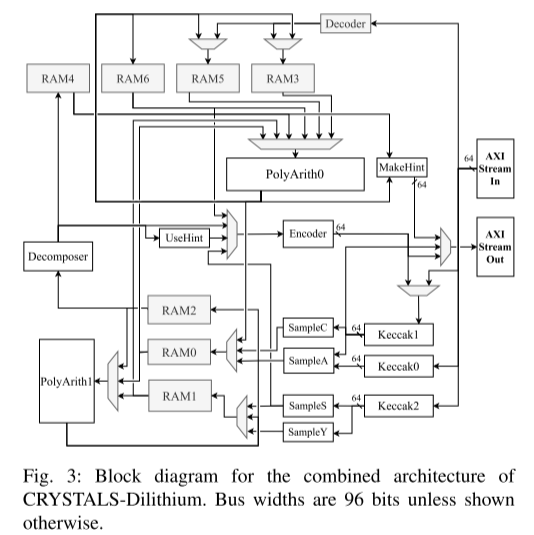 Decoder
RAM4
RAM6
RAM5
RAM3
64
AXI
Stream
In
PolyArith0
MakeHint
64
AXI
Stream
Out
UseHint
Encoder
64
Decomposer
RAM2
SampleC
64
Keccak1
RAM0
SampleA
64
Keccak0
PolyArith1
RAM1
SampleS
64
Keccak2
SampleY
Fig. 3: Block diagram for the combined architecture of
CRYSTALS-Dilithium. Bus widths are 96 bits unless shown
otherwise.